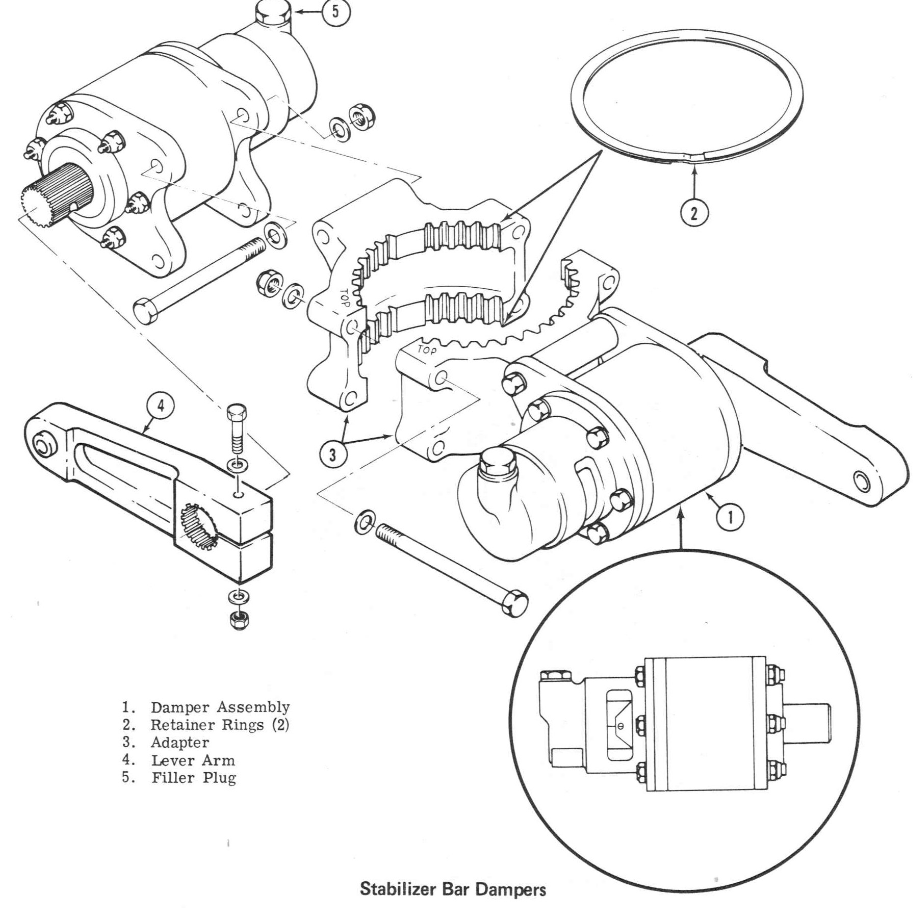 5
2
TOP
TOP
4
3
1
1. Damper Assembly
2. Retainer Rings (2)
3. Adapter
4. Lever Arm
5. Filler Plug
Stabilizer Bar Dampers